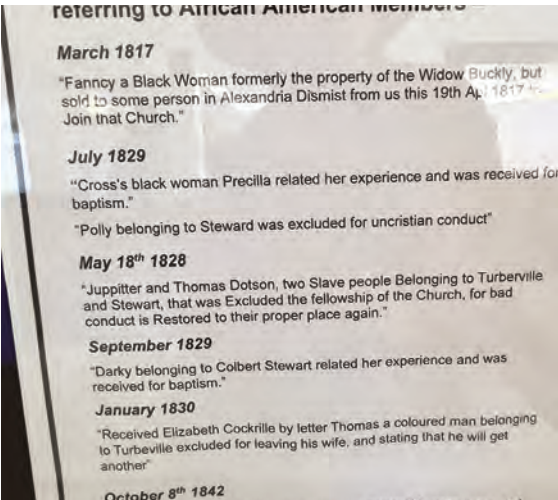 referring to African American Members
March 1817
"Fanncy a Black Woman formerly the property of the Widow Buckly, but
sold to some person in Alexandria Dismist from us this 19th Ap 1817
Join that Church."
July 1829
"Cross's black woman Precilla related her experience and was received for
baptism."
"Polly belonging to Steward was excluded for uncristian conduct"
May 18th 1828
"Juppitter and Thomas Dotson, two Slave people Belonging to Turberville
and Stewart, that was Excluded the fellowship of the Church, for bad
conduct is Restored to their proper place again."
September 1829
"Darky belonging to Colbert Stewart related her experience and was
received for baptism."
January 1830
"Received Elizabeth Cockrille by letter Thomas a coloured man belonging
to Turbeville excluded for leaving his wife, and stating that he will get
another"
October 8th 1842